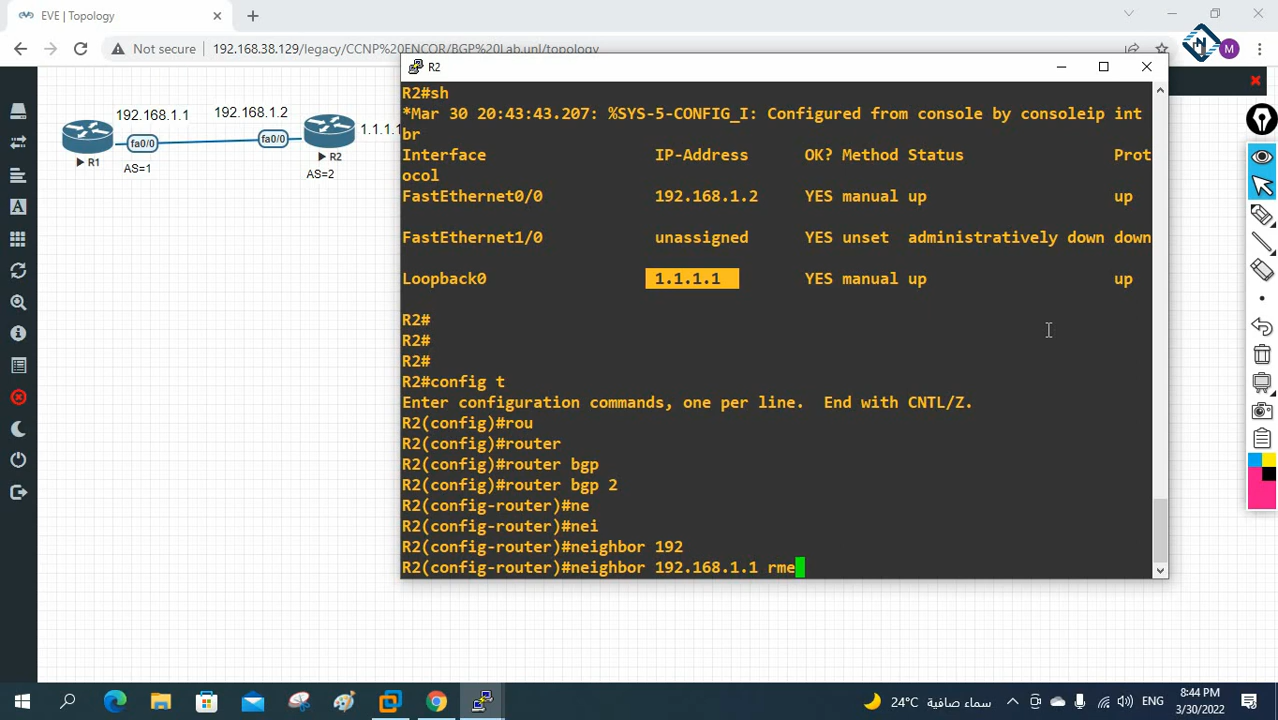 EVE | Topology
Not secure
192.168.38.129/legacy/CCNP%20ENCOR/BGP%20Lab.unl/topology
M
192.168.1.1
192.168.1.2
1.1.1.1
fa0/0
fa0/0
R1
R2
AS=1
AS=2
R2
R2#sh
*Mar 30 20:43:43.207: %SYS-5-CONFIG_I: Configured from console by consoleip int
br
Interface IP-Address OK? Method Status Prot
ocol
FastEthernet0/0 192.168.1.2 YES manual up up
FastEthernet1/0 unassigned YES unset administratively down down
Loopback0 1.1.1.1 YES manual up up
R2#
R2#
R2#
R2#config t
Enter configuration commands, one per line. End with CNTL/Z.
R2(config)#rou
R2(config)#router
R2(config)#router bgp
R2(config)#router bgp 2
R2(config-router)#ne
R2(config-router)#nei
R2(config-router)#neighbor 192
R2(config-router)#neighbor 192.168.1.1 rme
24°C سماء صافية
ENG
8:44 PM
3/30/2022